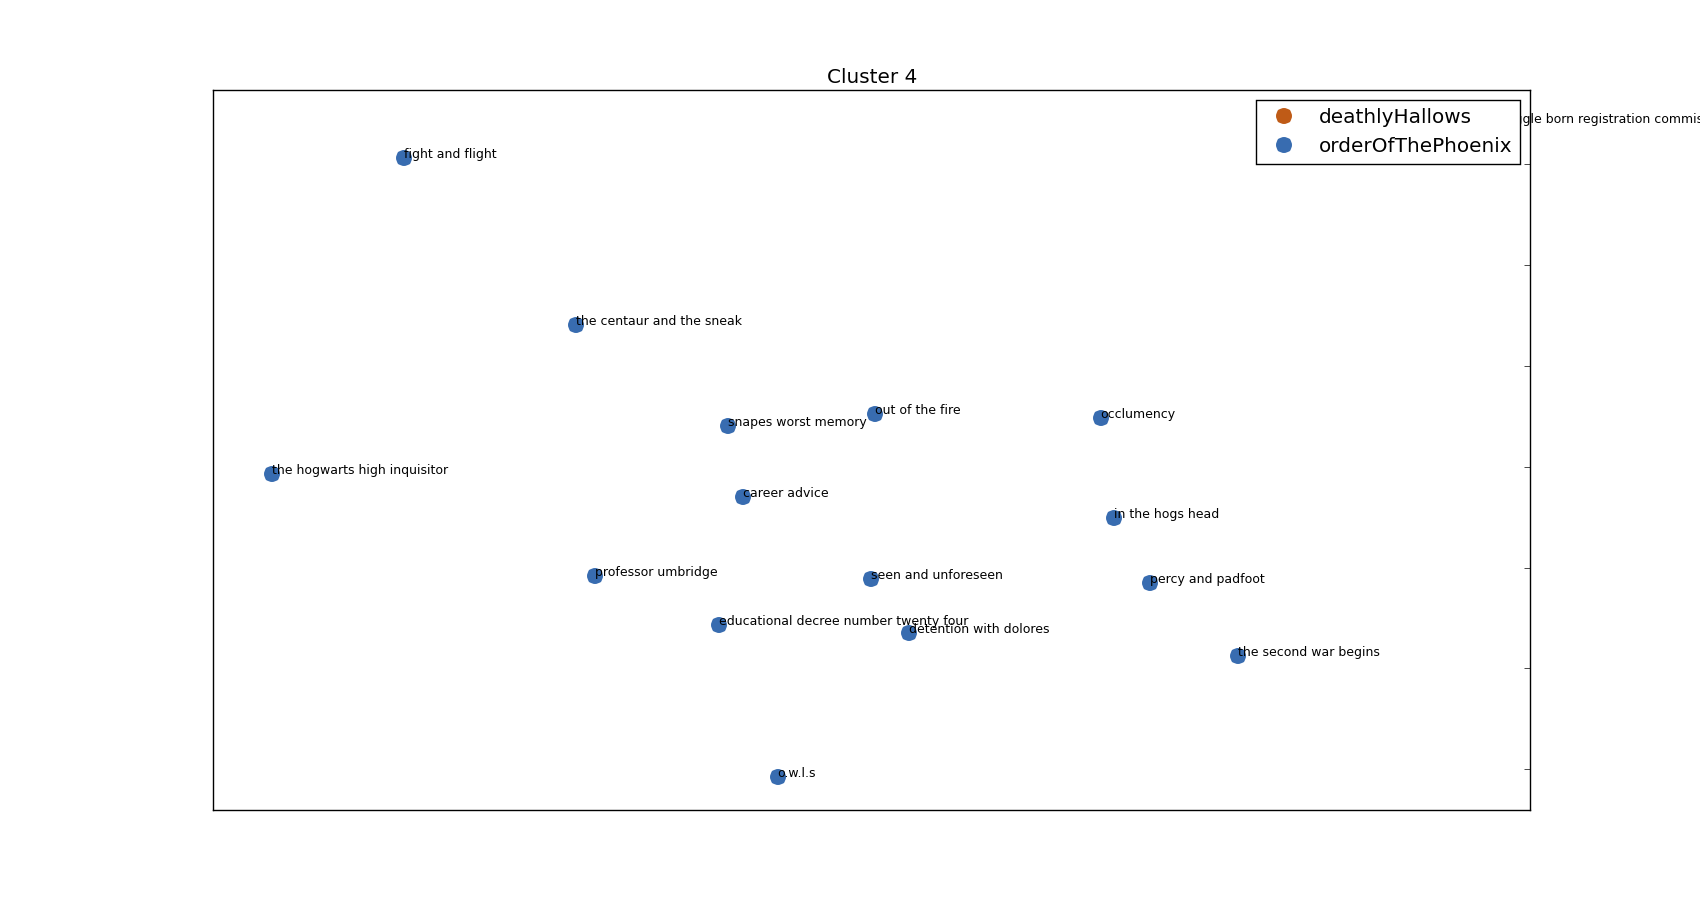 Cluster 4
deathlyHallows
born registration
orderOfThePhoenix
fight and flight
the centaur and the sneak
out of the fire
occlumency
snapes worst memory
the hogwarts high inquisitor
career advice
in the hogs head
professor umbridge
seen and unforeseen
percy and padfoot
educational decree number twenty four
detention with dolores
the second war begins
o.w.l.s